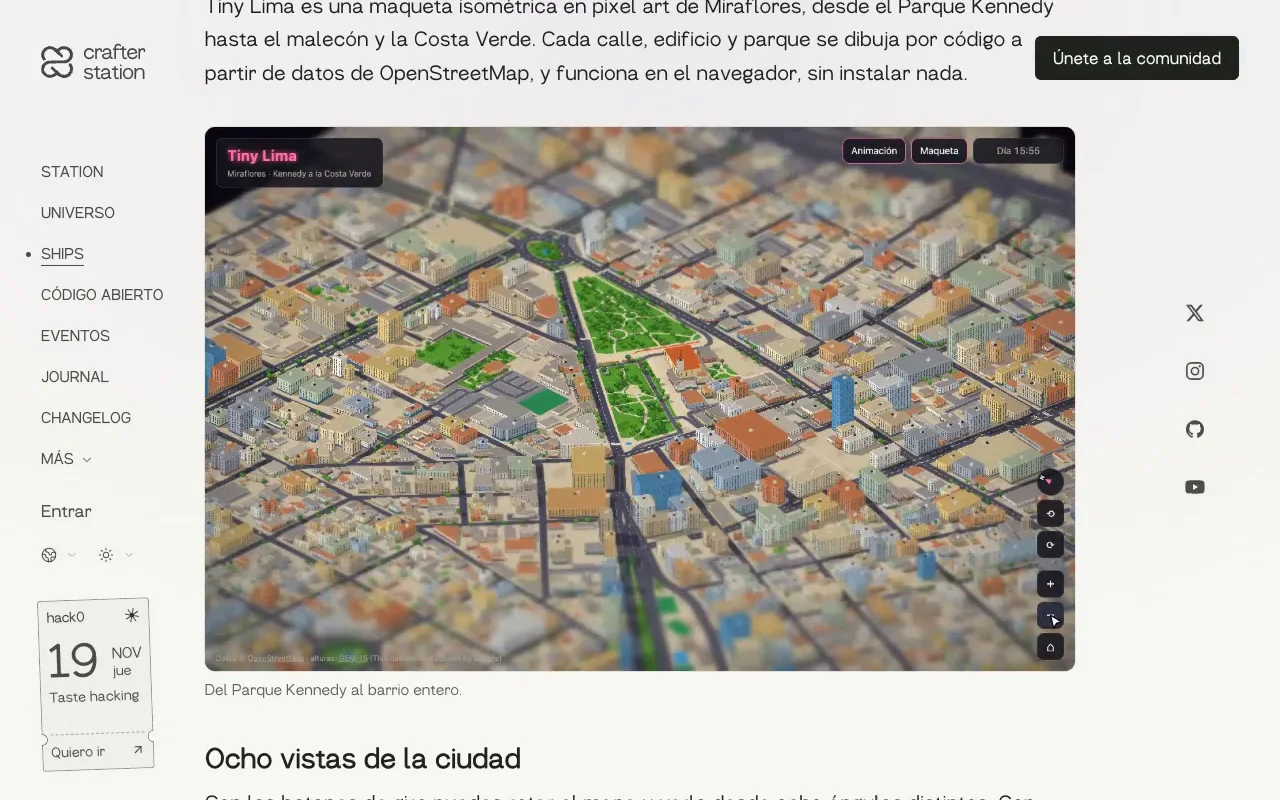 Tiny Lima es una maqueta isométrica en pixel art de Miraflores, desde el Parque Kennedy
hasta el malecón y la Costa Verde. Cada calle, edificio y parque se dibuja por código a
partir de datos de OpenStreetMap, y funciona en el navegador, sin instalar nada.
crafter
station
Únete a la comunidad
STATION
UNIVERSO
SHIPS
CÓDIGO ABIERTO
EVENTOS
JOURNAL
CHANGELOG
MÁS
Entrar
hack0
19
NOV
jue
Taste hacking
Quiero ir
Tiny Lima
Miraflores · Kennedy a la Costa Verde
Animación
Maqueta
Día 15:55
OpenStreetMap · alturas:
Del Parque Kennedy al barrio entero.
Ocho vistas de la ciudad